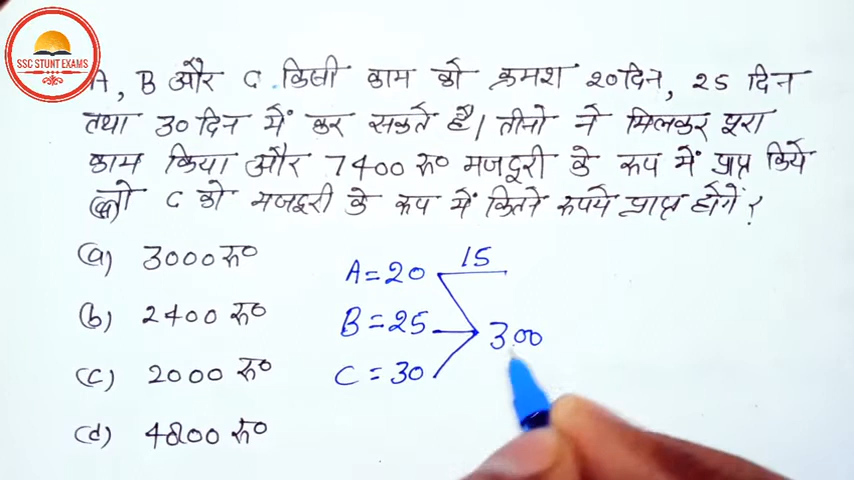 SSC STUNT EXAMS
A, B और C किसी काम को क्रमश 20दिन, 25 दिन
तथा 30 दिन में कर सकते है। तीनो ने मिलकर पूरा
काम किया और 7400 रू० मजदूरी के रूप में प्राप्त किये
तो C को मजदूरी के रूप में कितने रुपये प्राप्त होगें?
(a) 3000 रू०
(b) 2400 रू०
(c) 2000 रू०
(d) 4800 रू०
A = 20 15
B = 25 300
C = 30